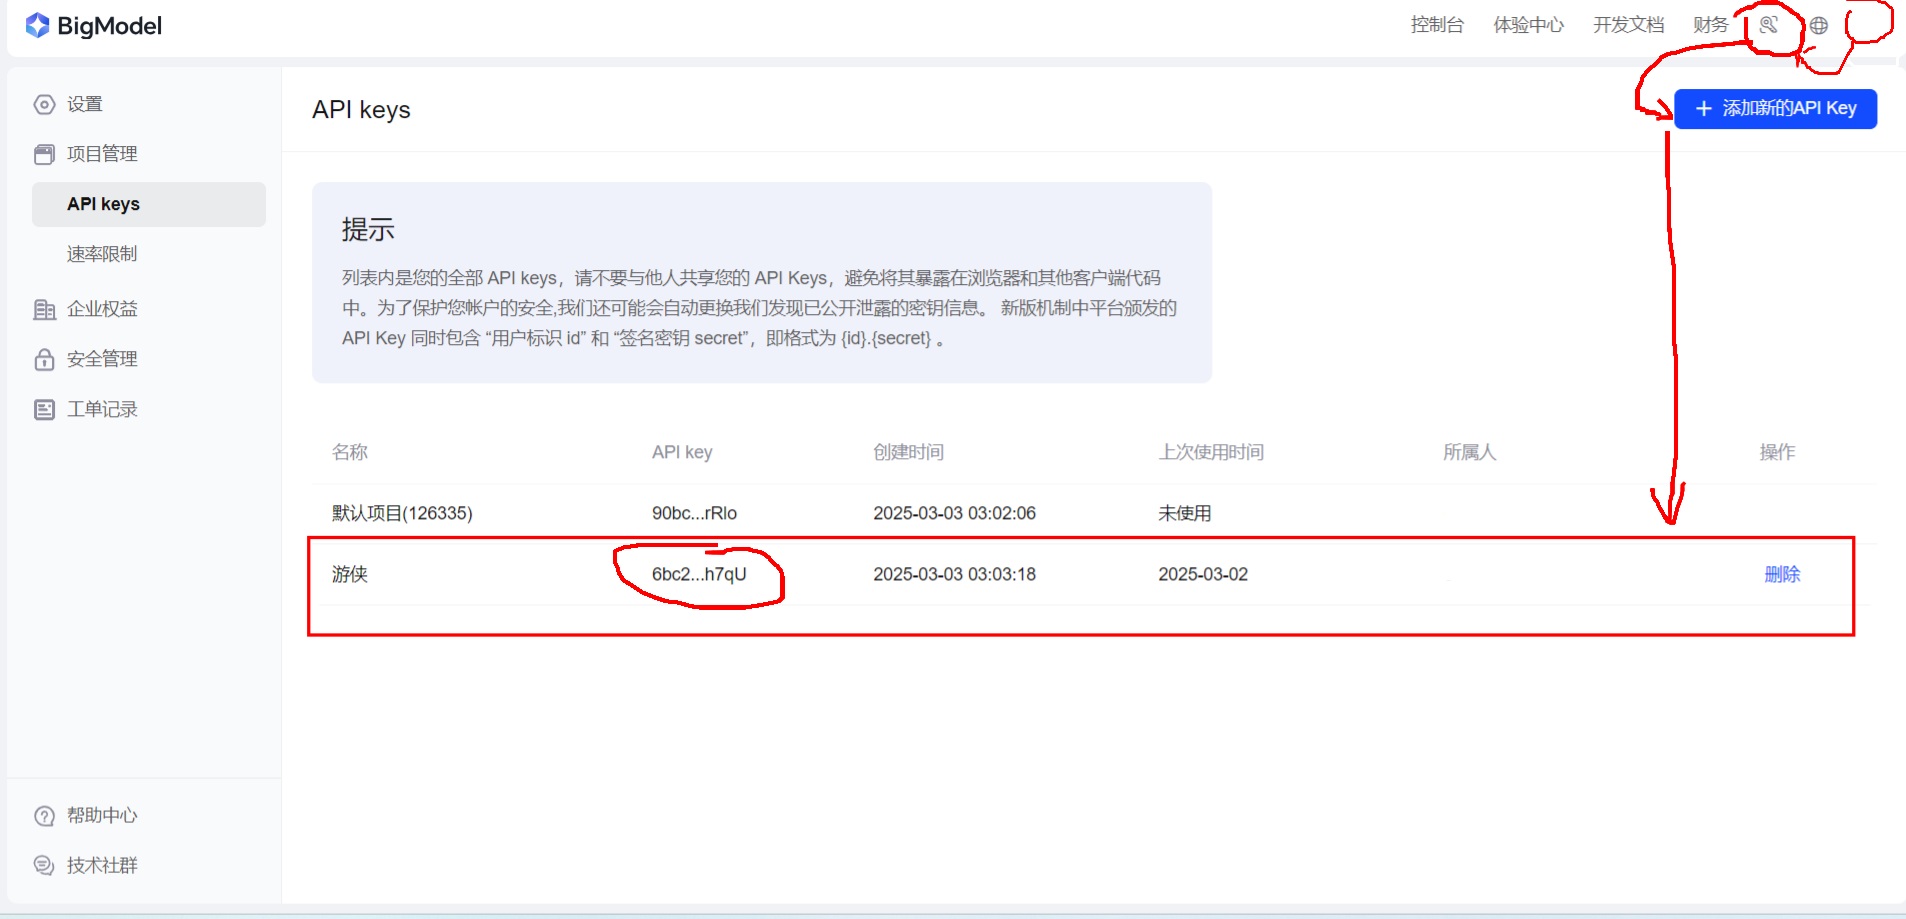 BigModel
控制台 体验中心 开发文档 财务
设置
项目管理
API keys
速率限制
企业权益
安全管理
工单记录
帮助中心
技术社群
API keys
+ 添加新的API Key
提示
列表内是您的全部 API keys，请不要与他人共享您的 API Keys，避免将其暴露在浏览器和其他客户端代码
中。为了保护您帐户的安全,我们还可能会自动更换我们发现已公开泄露的密钥信息。 新版机制中平台颁发的
API Key 同时包含 “用户标识 id” 和 “签名密钥 secret”，即格式为 {id}.{secret} 。
名称 API key 创建时间 上次使用时间 所属人 操作
默认项目(126335) 90bc...rRlo 2025-03-03 03:02:06 未使用
游侠 6bc2...h7qU 2025-03-03 03:03:18 2025-03-02 删除